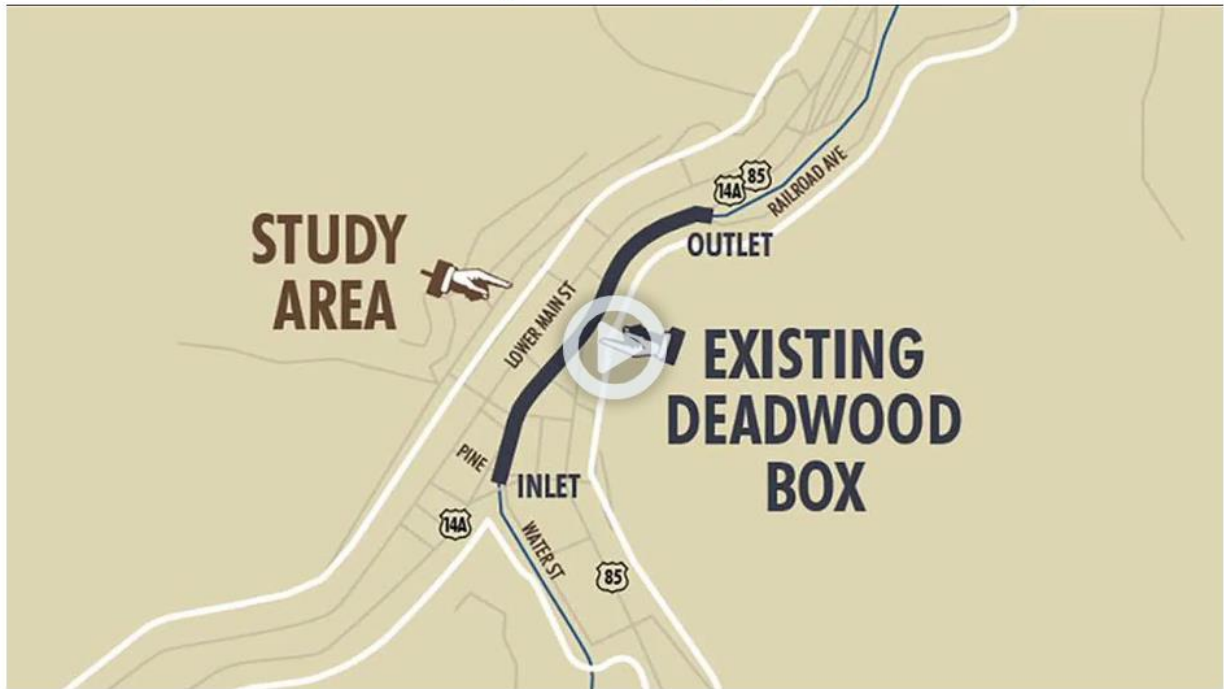 85
14A
RAILROAD AVE
STUDY
AREA
OUTLET
LOWER MAIN ST
EXISTING
DEADWOOD
BOX
PINE
INLET
14A
WATER ST
85